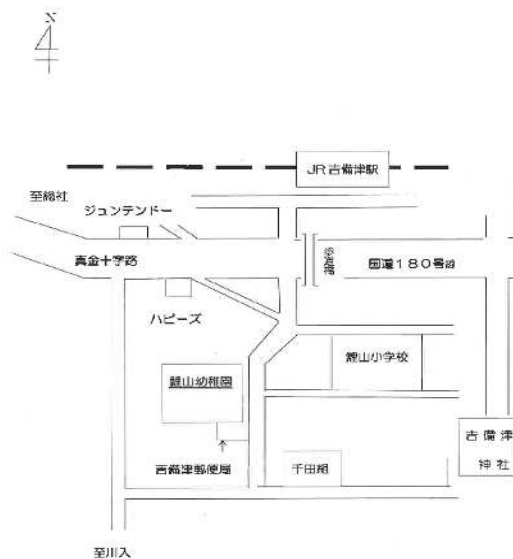 N
JR吉備津駅
至総社
ジュンテンドー
真金十字路
歩道橋
国道180号線
ハピーズ
鯉山小学校
鯉山幼稚園
吉備津
神社
吉備津郵便局
千田組
至川入